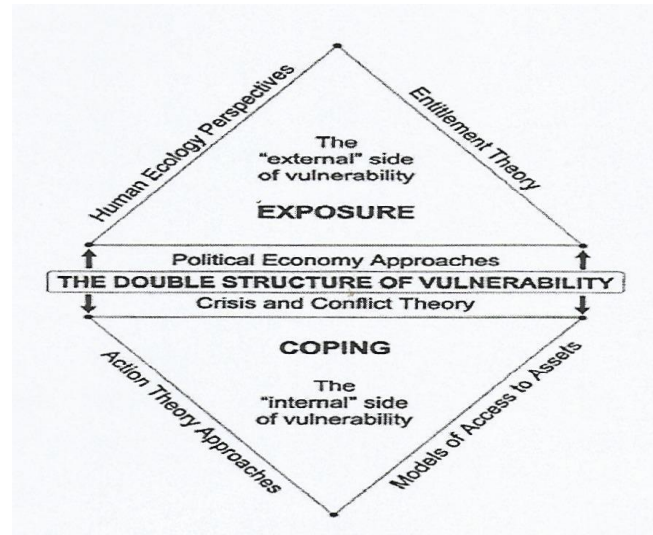 Human Ecology Perspectives
Entitlement Theory
The
"external" side
of vulnerability
EXPOSURE
Political Economy Approaches
THE DOUBLE STRUCTURE OF VULNERABILITY
Crisis and Conflict Theory
COPING
The
"internal" side
of vulnerability
Action Theory Approaches
Models of Access to Assets